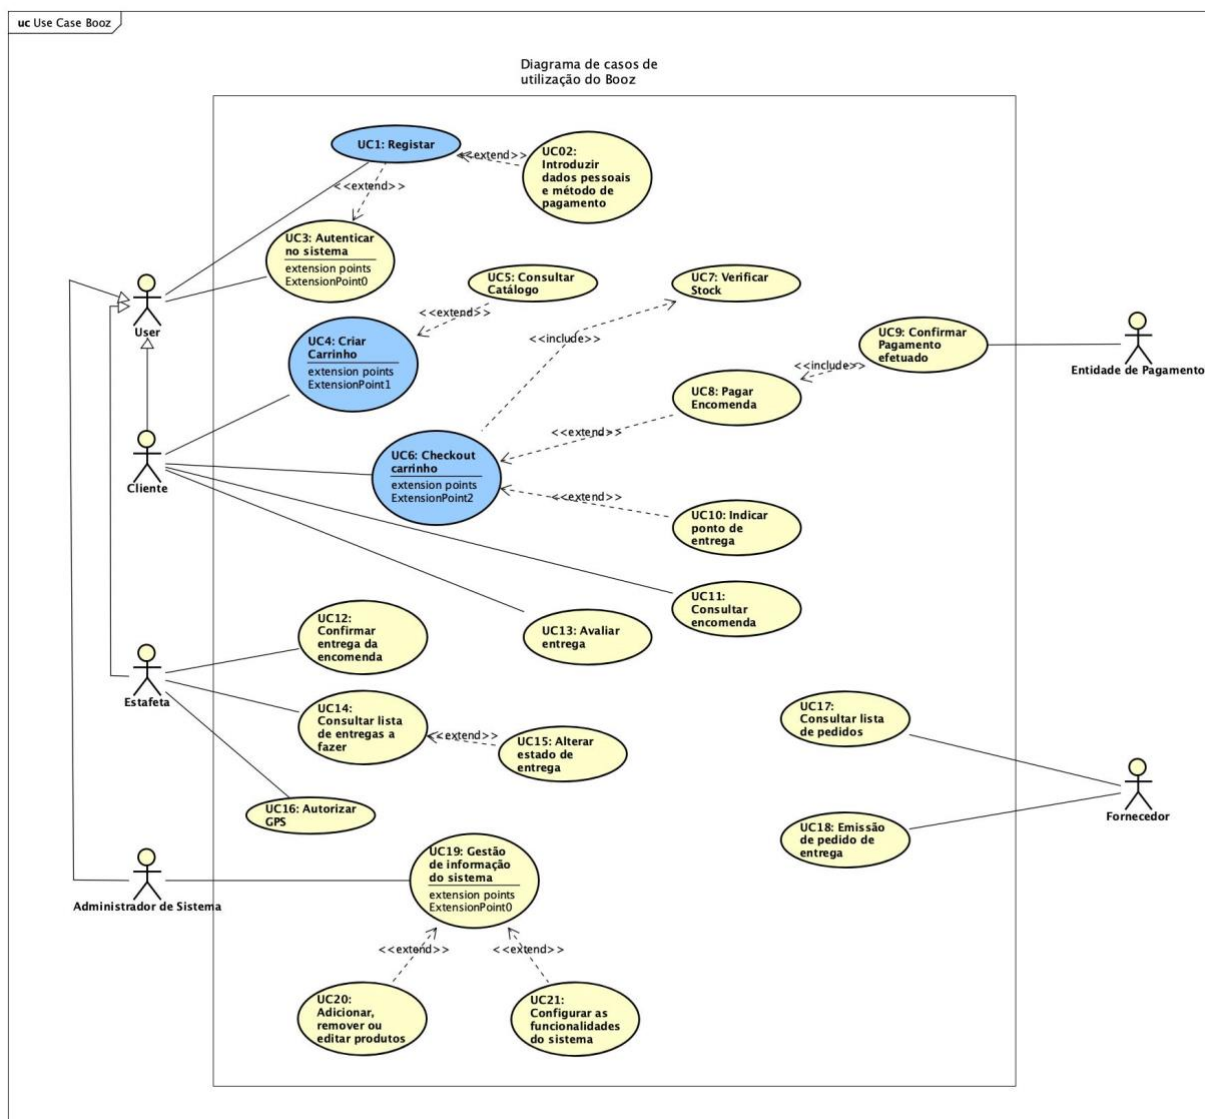 uc Use Case Booz
Diagrama de casos de
utilização do Booz
UC1: Registar
<<extend>>
UC02:
Introduzir
dados pessoais
e método de
pagamento
<<extend>>
UC3: Autenticar
no sistema
extension points
ExtensionPoint0
User
UC5: Consultar
Catálogo
<<extend>>
UC7: Verificar
Stock
<<include>>
UC4: Criar
Carrinho
extension points
ExtensionPoint1
UC9: Confirmar
Pagamento
efetuado
Entidade de Pagamento
<<include>>
UC8: Pagar
Encomenda
<<extend>>
Cliente
UC6: Checkout
carrinho
extension points
ExtensionPoint2
<<extend>>
UC10: Indicar
ponto de
entrega
UC11:
Consultar
encomenda
UC12:
Confirmar
entrega da
encomenda
UC13: Avaliar
entrega
Estafeta
UC14:
Consultar lista
de entregas a
fazer
<<extend>>
UC15: Alterar
estado de
entrega
UC17:
Consultar lista
de pedidos
UC16: Autorizar
GPS
Fornecedor
UC18: Emissão
de pedido de
entrega
UC19: Gestão
de informação
do sistema
extension points
ExtensionPoint0
Administrador de Sistema
<<extend>>
<<extend>>
UC20:
Adicionar,
remover ou
editar produtos
UC21:
Configurar as
funcionalidades
do sistema